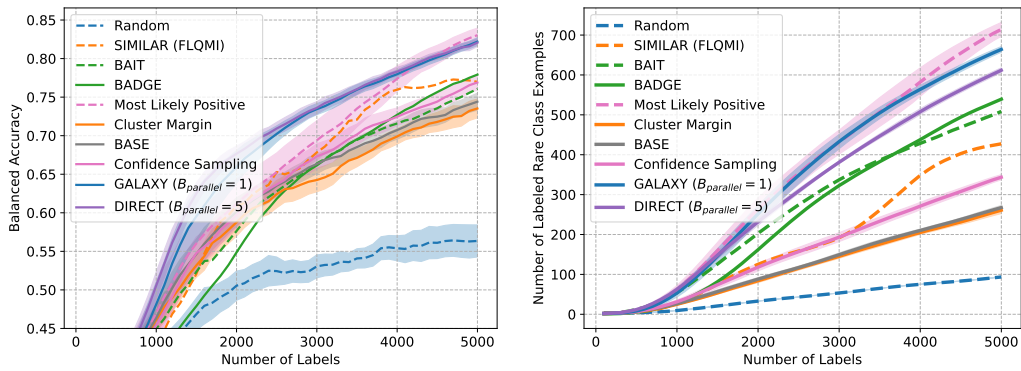 0.85
0.80
0.75
0.70
0.65
0.60
0.55
0.50
0.45
Balanced Accuracy
Random
SIMILAR (FLQMI)
BAIT
BADGE
Most Likely Positive
Cluster Margin
BASE
Confidence Sampling
GALAXY (B_parallel = 1)
DIRECT (B_parallel = 5)
0 1000 2000 3000 4000 5000
Number of Labels
700
600
500
400
300
200
100
0
Number of Labeled Rare Class Examples
Random
SIMILAR (FLQMI)
BAIT
BADGE
Most Likely Positive
Cluster Margin
BASE
Confidence Sampling
GALAXY (B_parallel = 1)
DIRECT (B_parallel = 5)
0 1000 2000 3000 4000 5000
Number of Labels